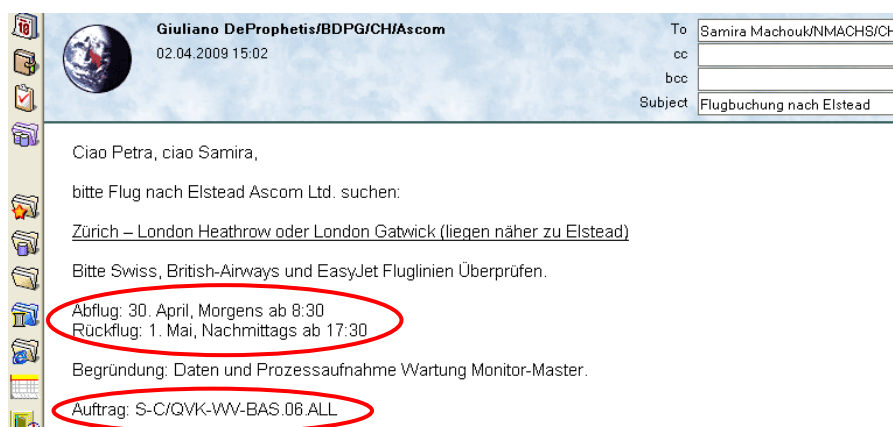 Giuliano DeProphetis/BDPG/CH/Ascom
02.04.2009 15:02
To Samira Machouk/NMACHS/CH
cc
bcc
Subject Flugbuchung nach Elstead
Ciao Petra, ciao Samira,
bitte Flug nach Elstead Ascom Ltd. suchen:
Zürich – London Heathrow oder London Gatwick (liegen näher zu Elstead)
Bitte Swiss, British-Airways und EasyJet Fluglinien Überprüfen.
Abflug: 30. April, Morgens ab 8:30
Rückflug: 1. Mai, Nachmittags ab 17:30
Begründung: Daten und Prozessaufnahme Wartung Monitor-Master.
Auftrag: S-C/QVK-WV-BAS.06.ALL